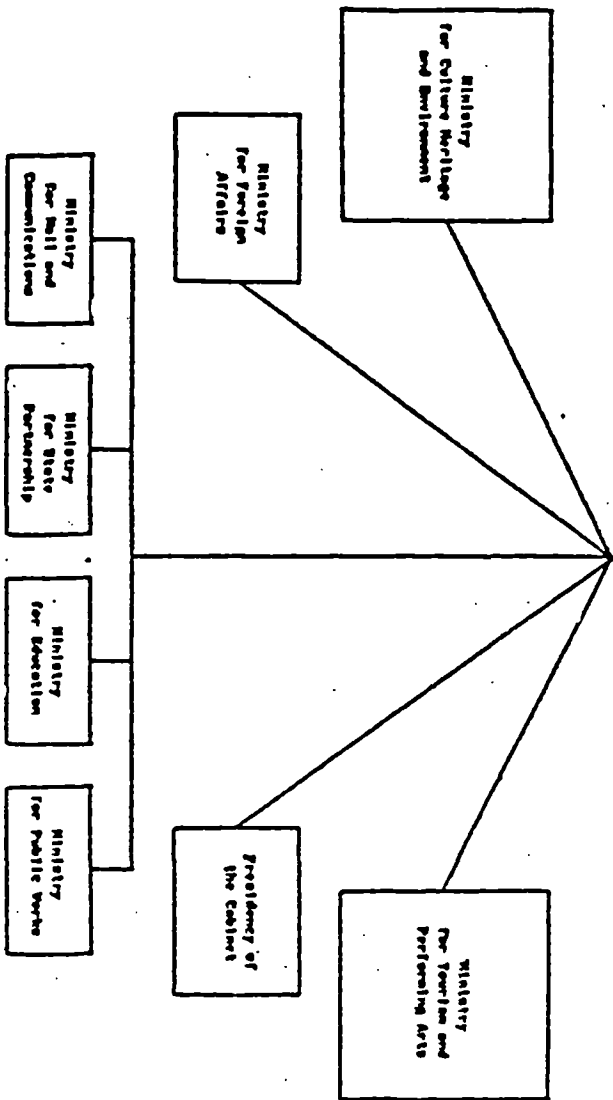 Ministry
for Culture Heritage
and Environment
Ministry
for Tourism and
Performing Arts
Ministry
for Foreign
Affairs
Presidency of
the Cabinet
Ministry
for Mail and
Communications
Ministry
for State
Partnership
Ministry
for Education
Ministry
for Public Works